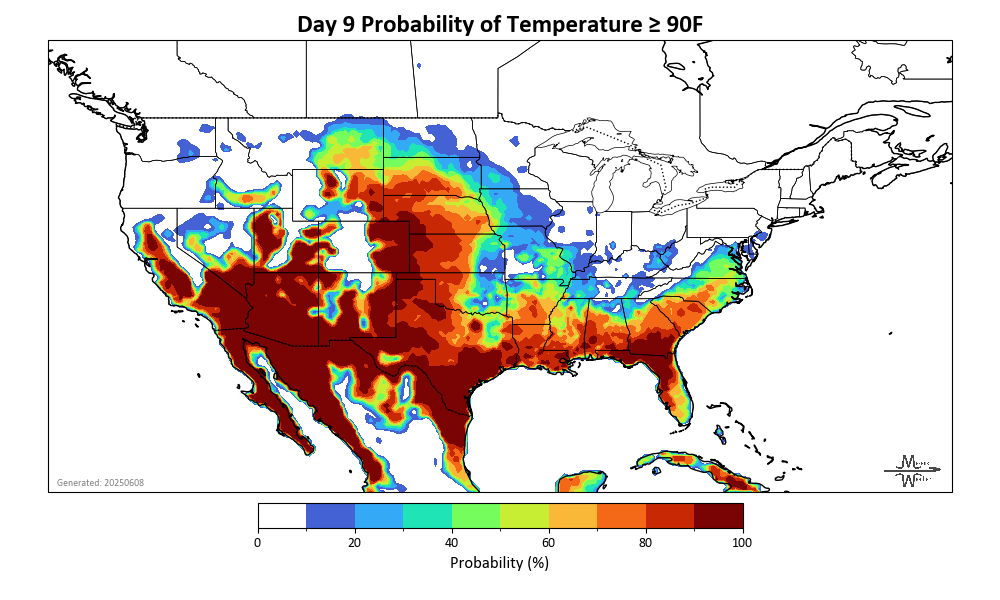 Day 9 Probability of Temperature ≥ 90F
Generated: 20250608
0 20 40 60 80 100
Probability (%)